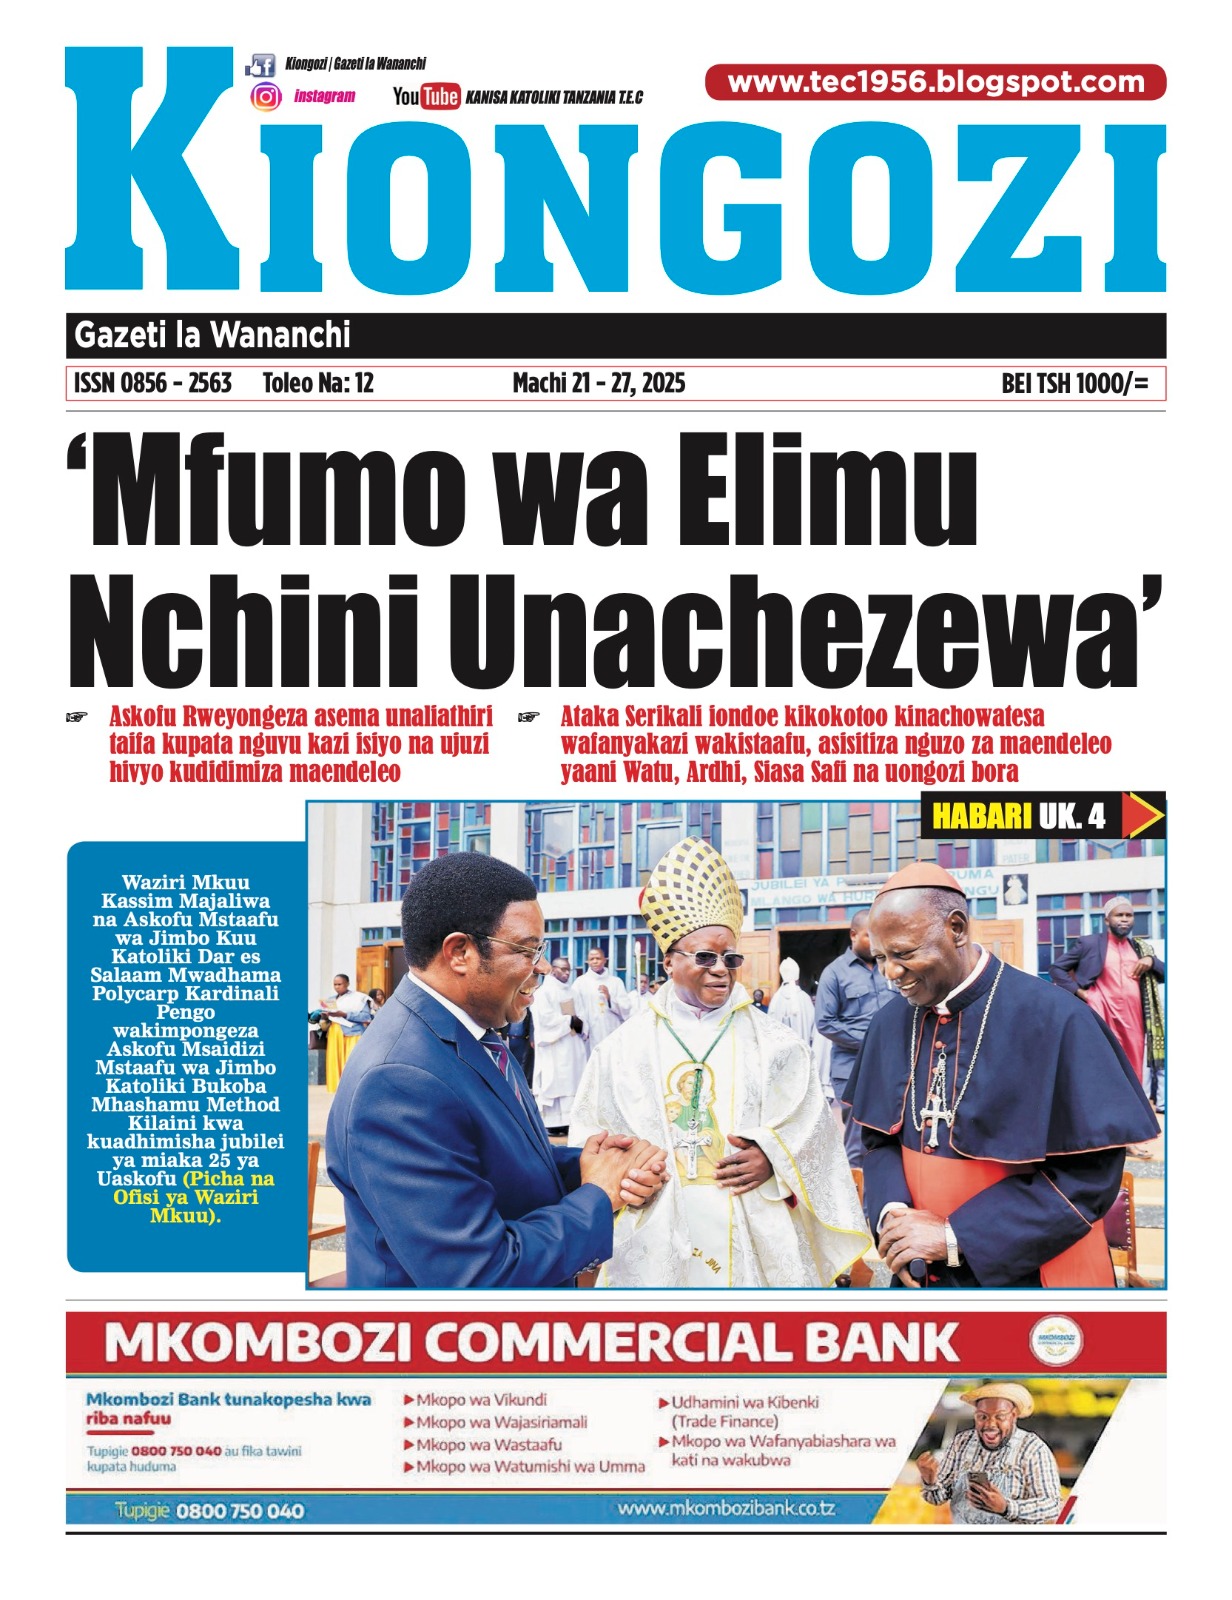 Kiongozi | Gazeti la Wananchi
instagram
YouTube KANISA KATOLIKI TANZANIA T.E.C
www.tec1956.blogspot.com
KIONGOZI
Gazeti la Wananchi
ISSN 0856 - 2563 Toleo Na: 12 Machi 21 - 27, 2025 BEI TSH 1000/=
‘Mfumo wa Elimu
Nchini Unachezewa’
☞ Askofu Rweyongeza asema unaliathiri
taifa kupata nguvu kazi isiyo na ujuzi
hivyo kudidimiza maendeleo
☞ Ataka Serikali iondoe kikokotoo kinachowatesa
wafanyakazi wakistaafu, asisitiza nguzo za maendeleo
yaani Watu, Ardhi, Siasa Safi na uongozi bora
HABARI UK. 4
Waziri Mkuu
Kassim Majaliwa
na Askofu Mstaafu
wa Jimbo Kuu
Katoliki Dar es
Salaam Mwadhama
Polycarp Kardinali
Pengo
wakimpongeza
Askofu Msaidizi
Mstaafu wa Jimbo
Katoliki Bukoba
Mhashamu Method
Kilaini kwa
kuadhimisha jubilei
ya miaka 25 ya
Uaskofu (Picha na
Ofisi ya Waziri
Mkuu).
JUBILEI YA
MLANGO WA HUR
MKOMBOZI COMMERCIAL BANK
MKOMBOZI
Mkombozi Bank tunakopesha kwa
riba nafuu
Tupigie 0800 750 040 au fika tawini
kupata huduma
Mkopo wa Vikundi
Mkopo wa Wajasiriamali
Mkopo wa Wastaafu
Mkopo wa Watumishi wa Umma
Udhamini wa Kibenki
(Trade Finance)
Mkopo wa Wafanyabiashara wa
kati na wakubwa
Tupigie 0800 750 040
www.mkombozibank.co.tz